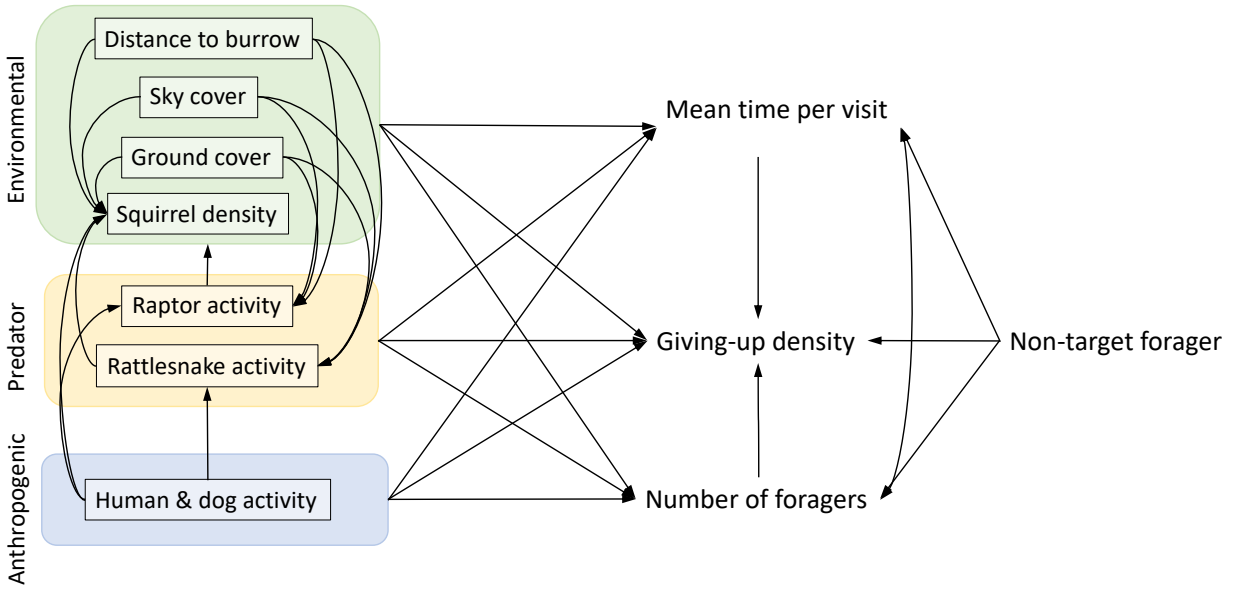 Environmental
Distance to burrow
Sky cover
Ground cover
Squirrel density
Predator
Raptor activity
Rattlesnake activity
Anthropogenic
Human & dog activity
Mean time per visit
Giving-up density
Number of foragers
Non-target forager